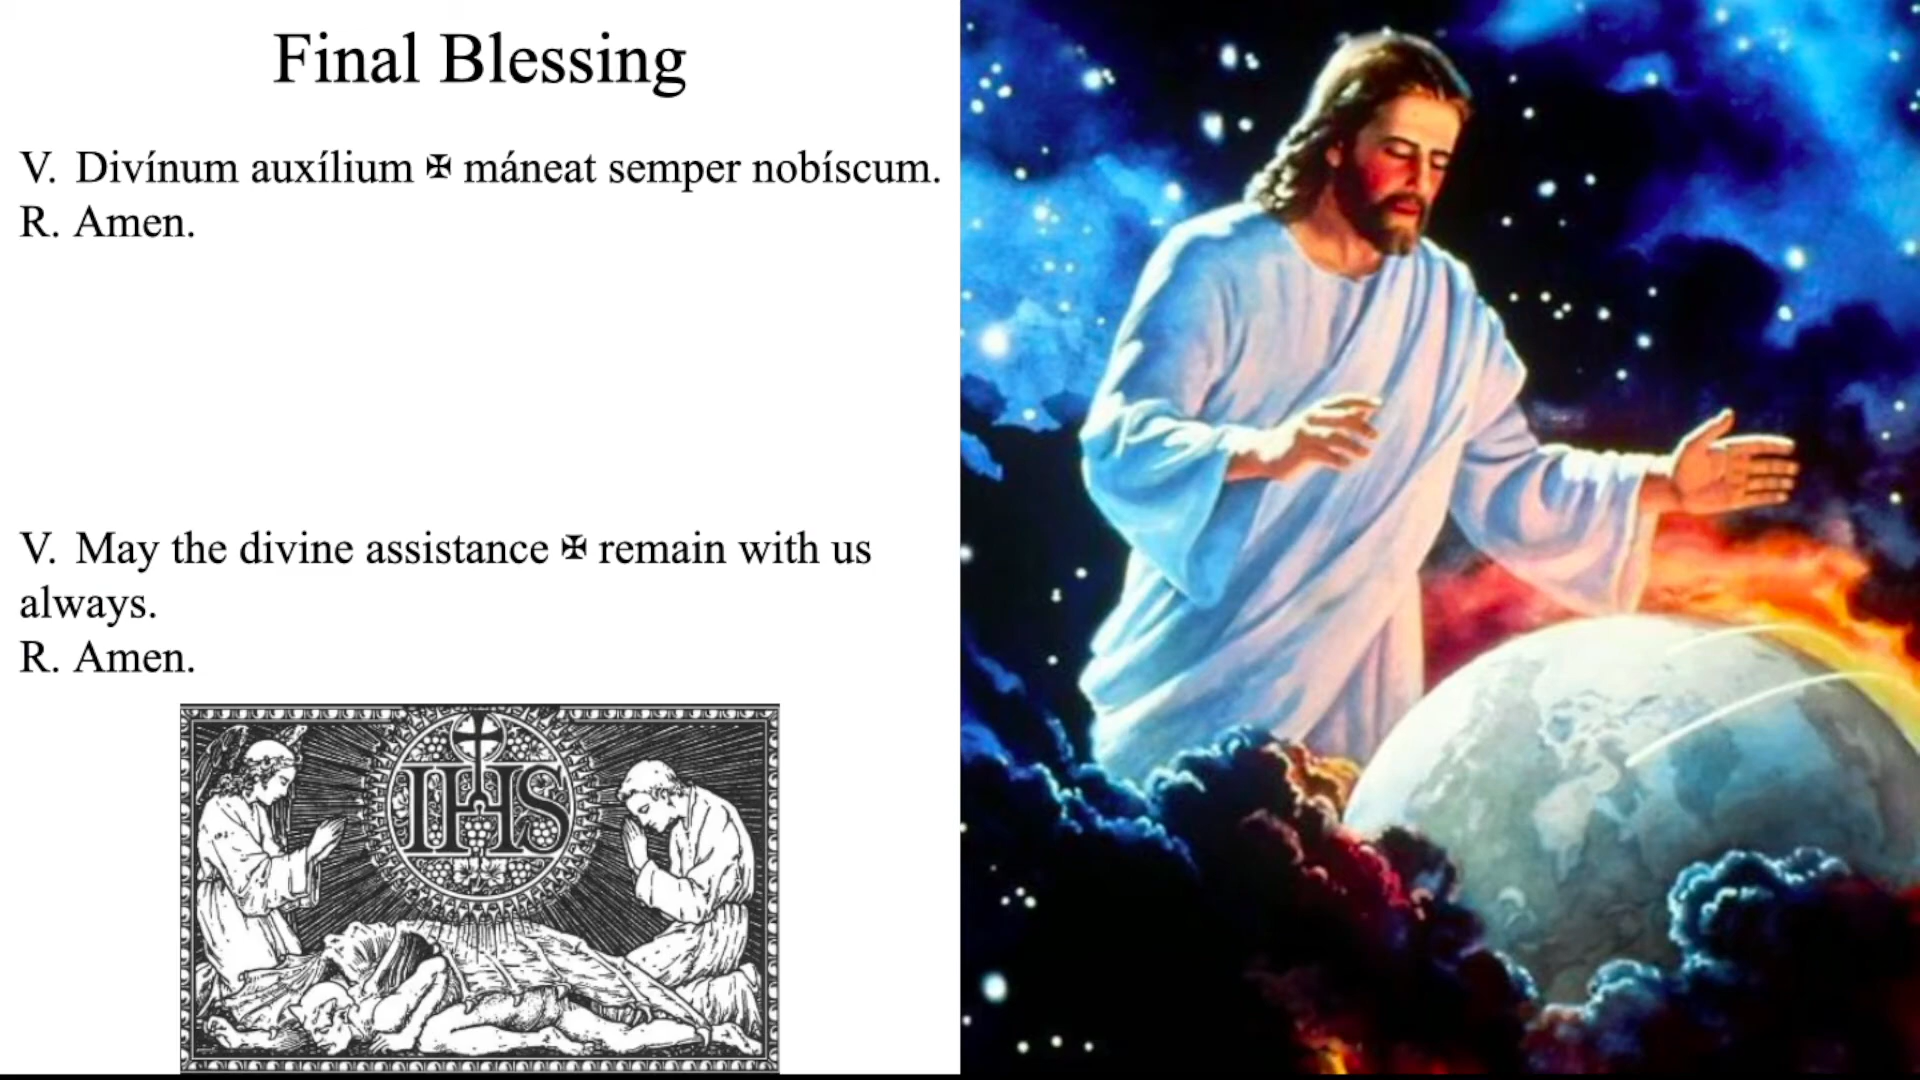 Final Blessing
V. Divínum auxílium ✠ máneat semper nobíscum.
R. Amen.
V. May the divine assistance ✠ remain with us
always.
R. Amen.
IHS